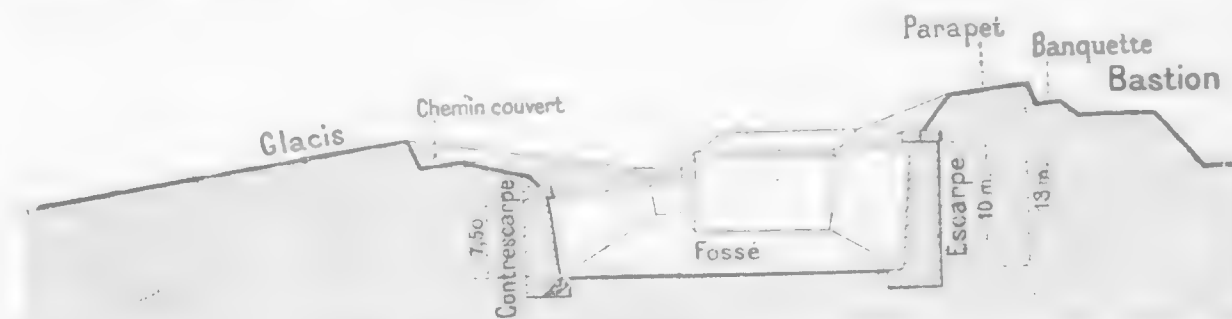 Parapet
Banquette
Bastion
Chemin couvert
Glacis
Contrescarpe
7,50
Fossé
Escarpe
10 m.
13 m.